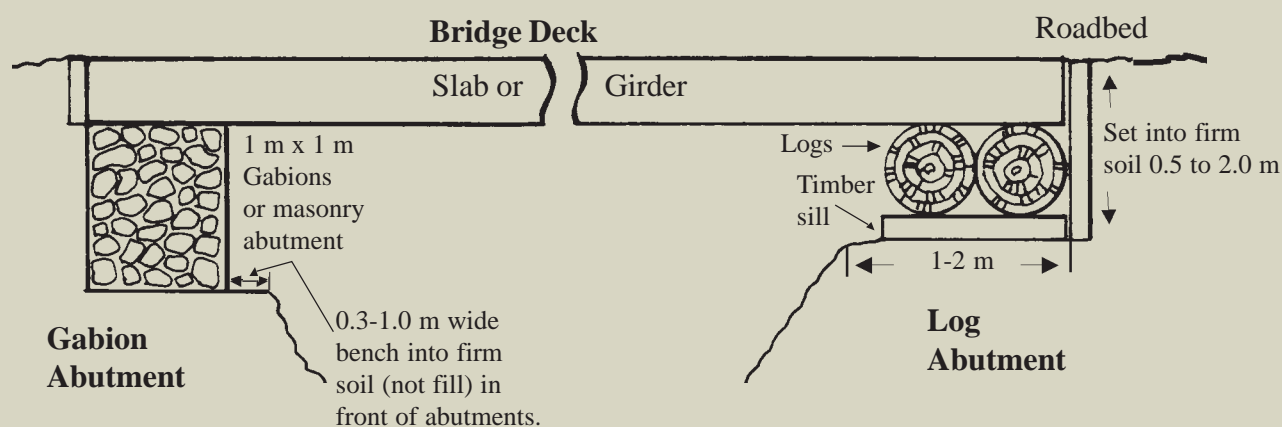 Bridge Deck
Roadbed
Slab or Girder
1 m x 1 m
Gabions
or masonry
abutment
Logs
Timber
sill
Set into firm
soil 0.5 to 2.0 m
1-2 m
0.3-1.0 m wide
bench into firm
soil (not fill) in
front of abutments.
Gabion
Abutment
Log
Abutment